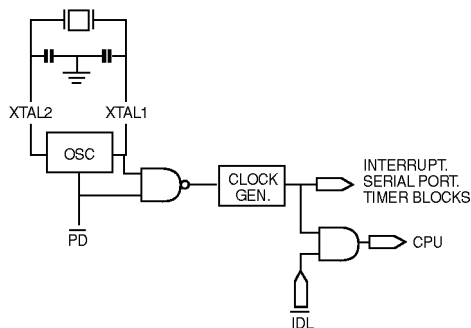 XTAL2
XTAL1
OSC
CLOCK
GEN.
INTERRUPT.
SERIAL PORT.
TIMER BLOCKS
PD
CPU
IDL